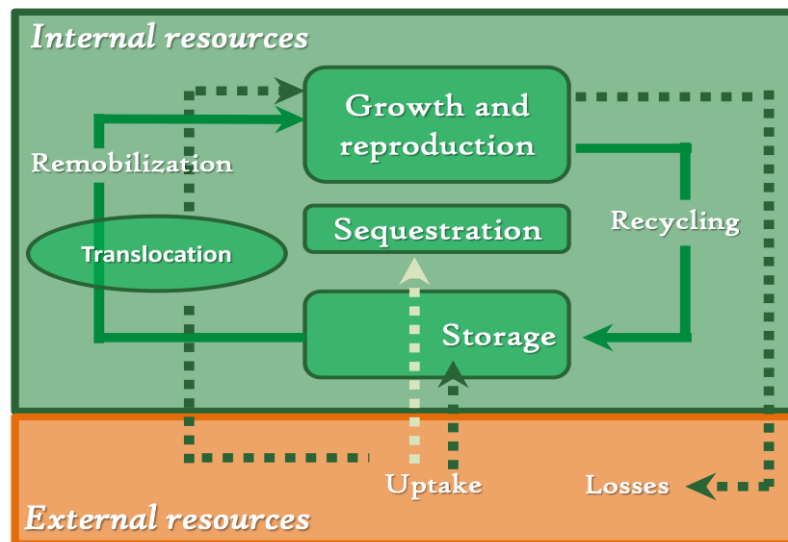 Internal resources
Growth and
reproduction
Remobilization
Sequestration
Recycling
Translocation
Storage
Uptake
Losses
External resources